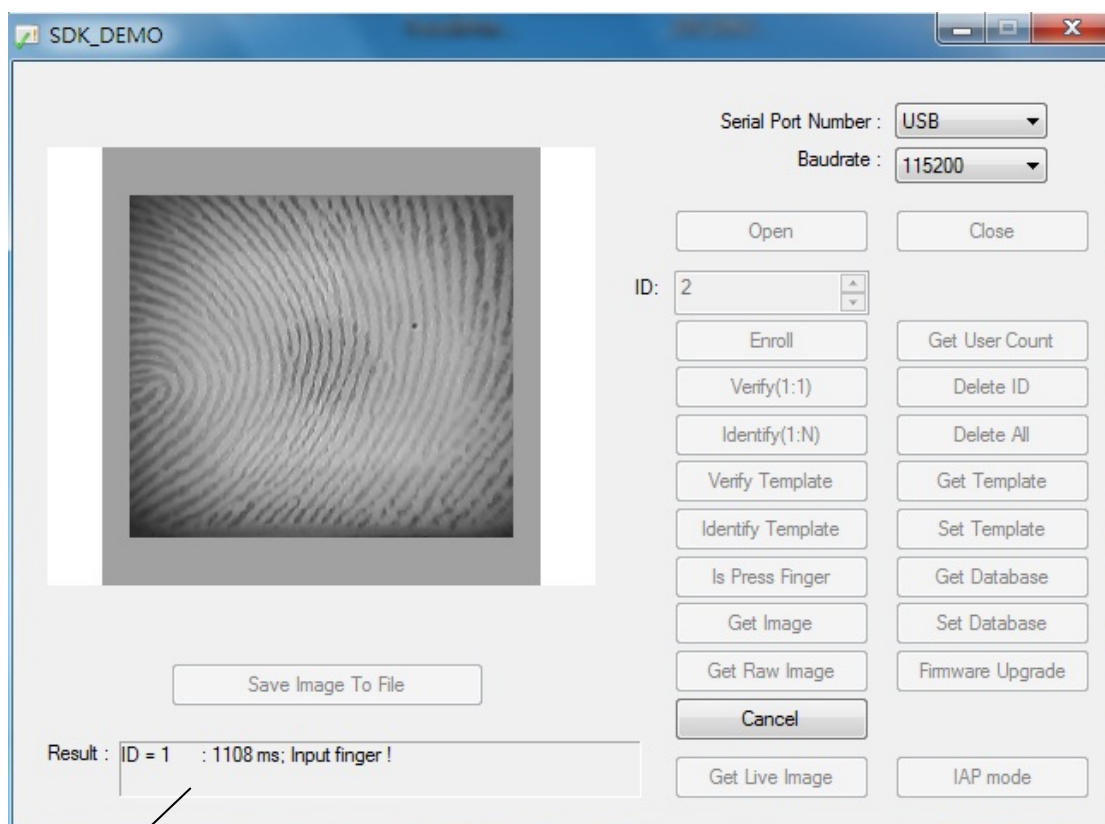 SDK_DEMO
Serial Port Number : USB
Baudrate : 115200
Open Close
ID: 2
Enroll Get User Count
Verify(1:1) Delete ID
Identify(1:N) Delete All
Verify Template Get Template
Identify Template Set Template
Is Press Finger Get Database
Get Image Set Database
Get Raw Image Firmware Upgrade
Save Image To File
Cancel
Result : ID = 1 : 1108 ms; Input finger !
Get Live Image IAP mode